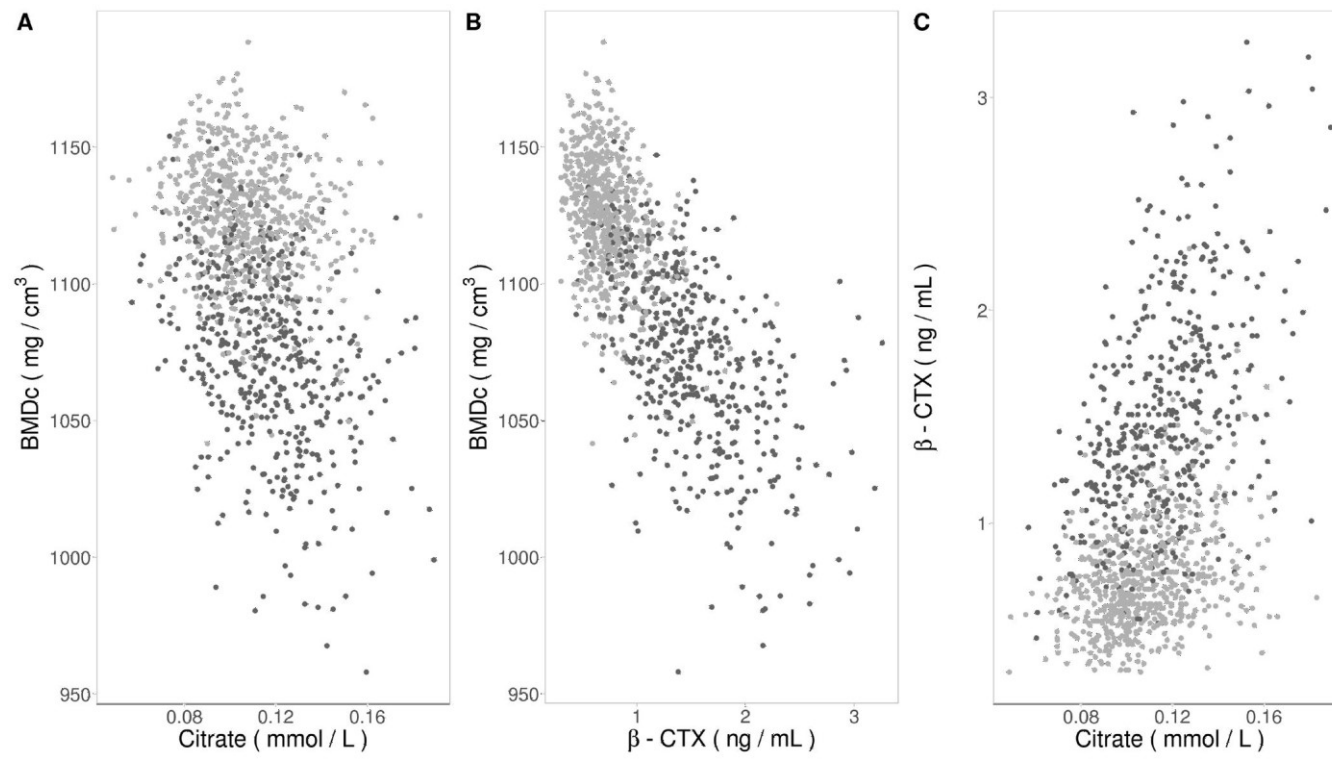 A
BMDc ( mg / cm³ )
1150
1100
1050
1000
950
0.08 0.12 0.16
Citrate ( mmol / L )
B
BMDc ( mg / cm³ )
1150
1100
1050
1000
950
1 2 3
β - CTX ( ng / mL )
C
β - CTX ( ng / mL )
3
2
1
0.08 0.12 0.16
Citrate ( mmol / L )